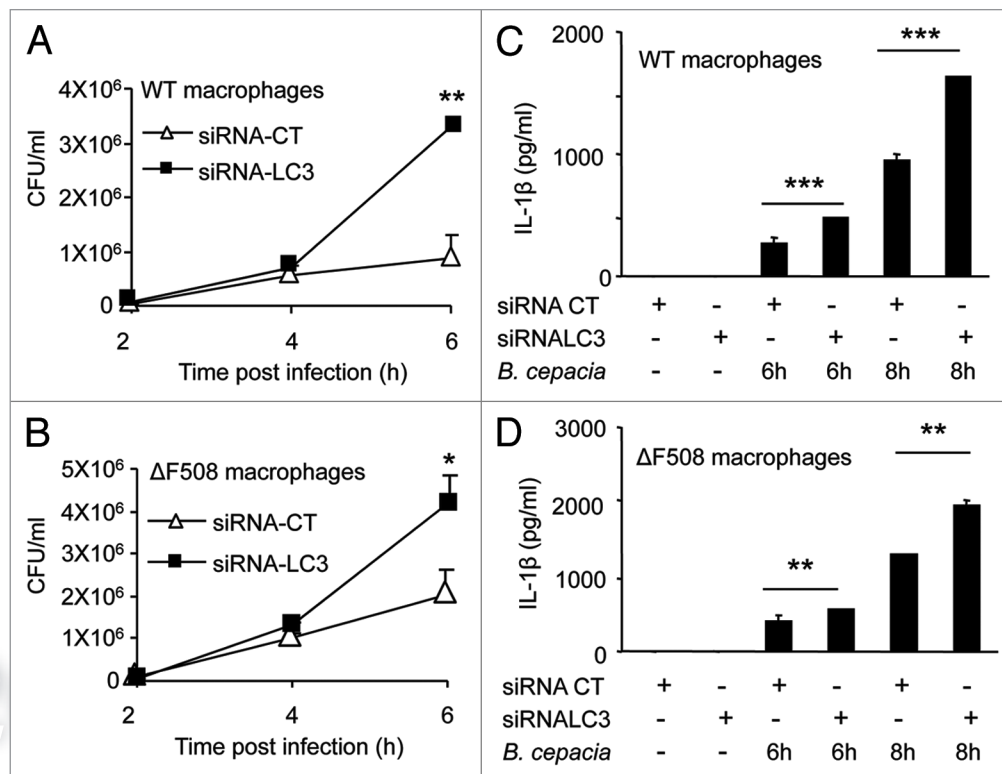 A
WT macrophages
siRNA-CT
siRNA-LC3
**
CFU/ml
4X10⁶
3X10⁶
2X10⁶
1X10⁶
0
2 4 6
Time post infection (h)
B
ΔF508 macrophages
siRNA-CT
siRNA-LC3
*
CFU/ml
5X10⁶
4X10⁶
3X10⁶
2X10⁶
1X10⁶
0
2 4 6
Time post infection (h)
C
WT macrophages
***
***
IL-1β (pg/ml)
2000
1000
0
siRNA CT + - + - + -
siRNALC3 - + - + - +
B. cepacia - - 6h 6h 8h 8h
D
ΔF508 macrophages
**
**
IL-1β (pg/ml)
3000
2000
1000
0
siRNA CT + - + - + -
siRNALC3 - + - + - +
B. cepacia - - 6h 6h 8h 8h